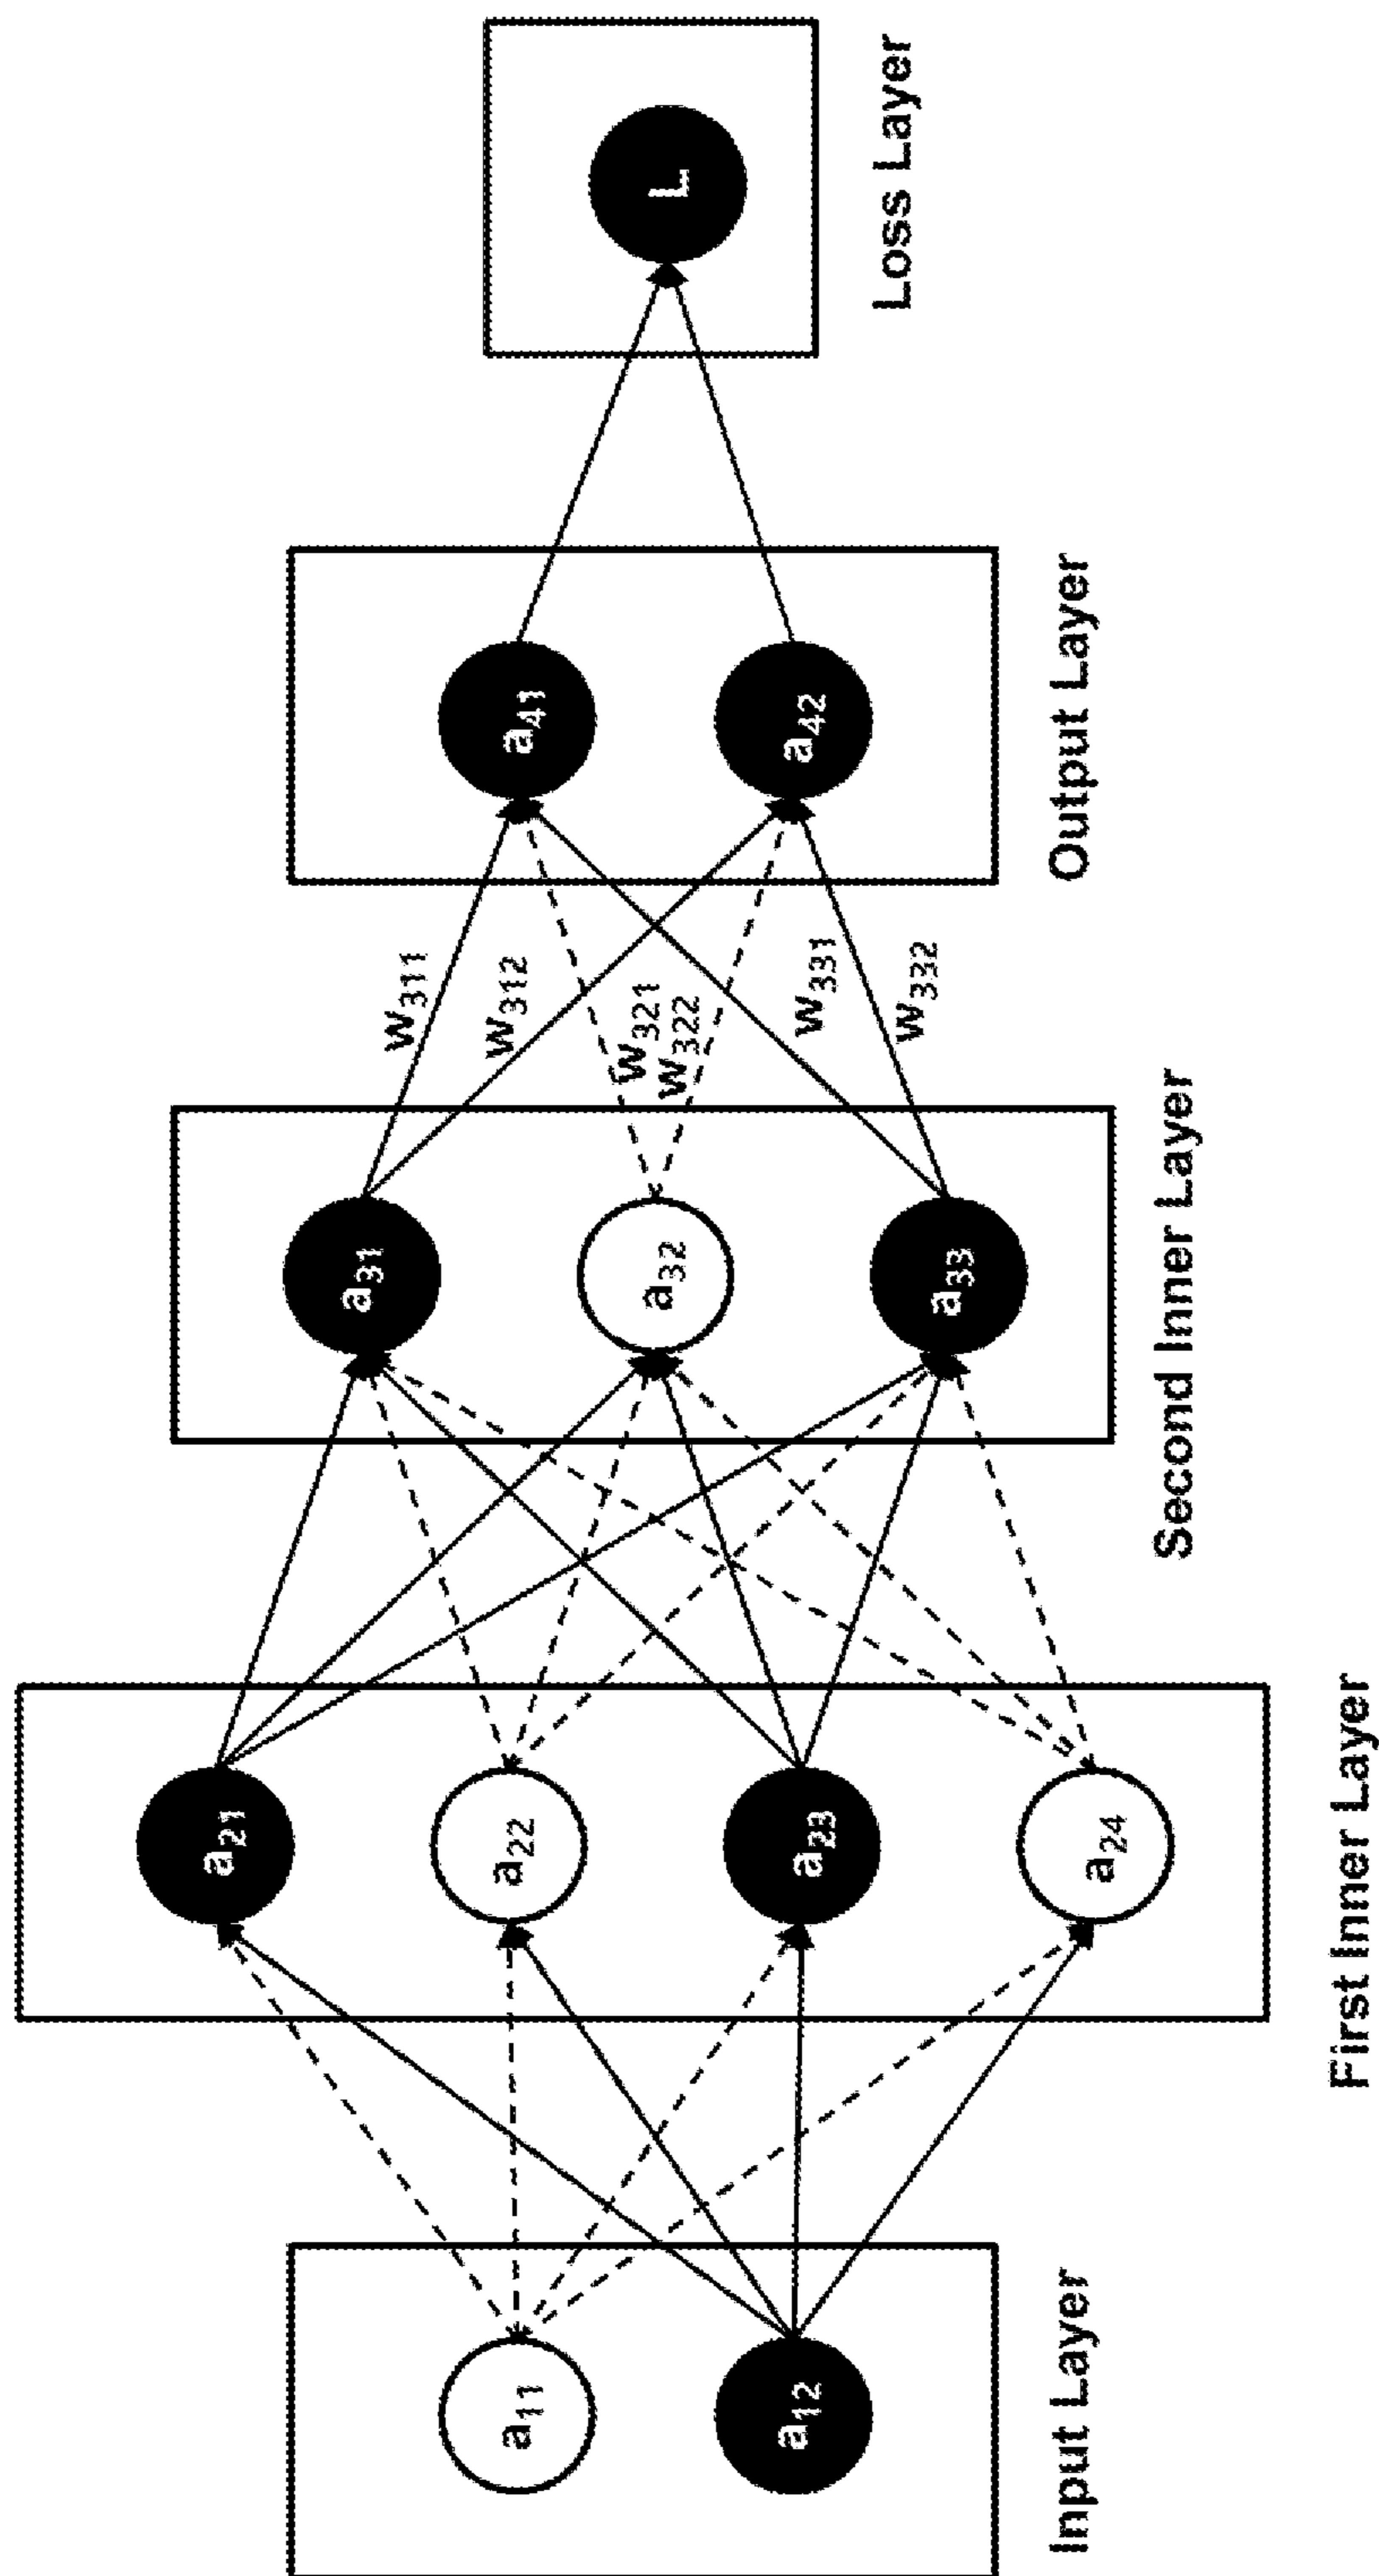 a11
a12
Input Layer
a21
a22
a23
a24
First Inner Layer
a31
a32
a33
Second Inner Layer
w311
w312
w321
w322
w331
w332
a41
a42
Output Layer
L
Loss Layer